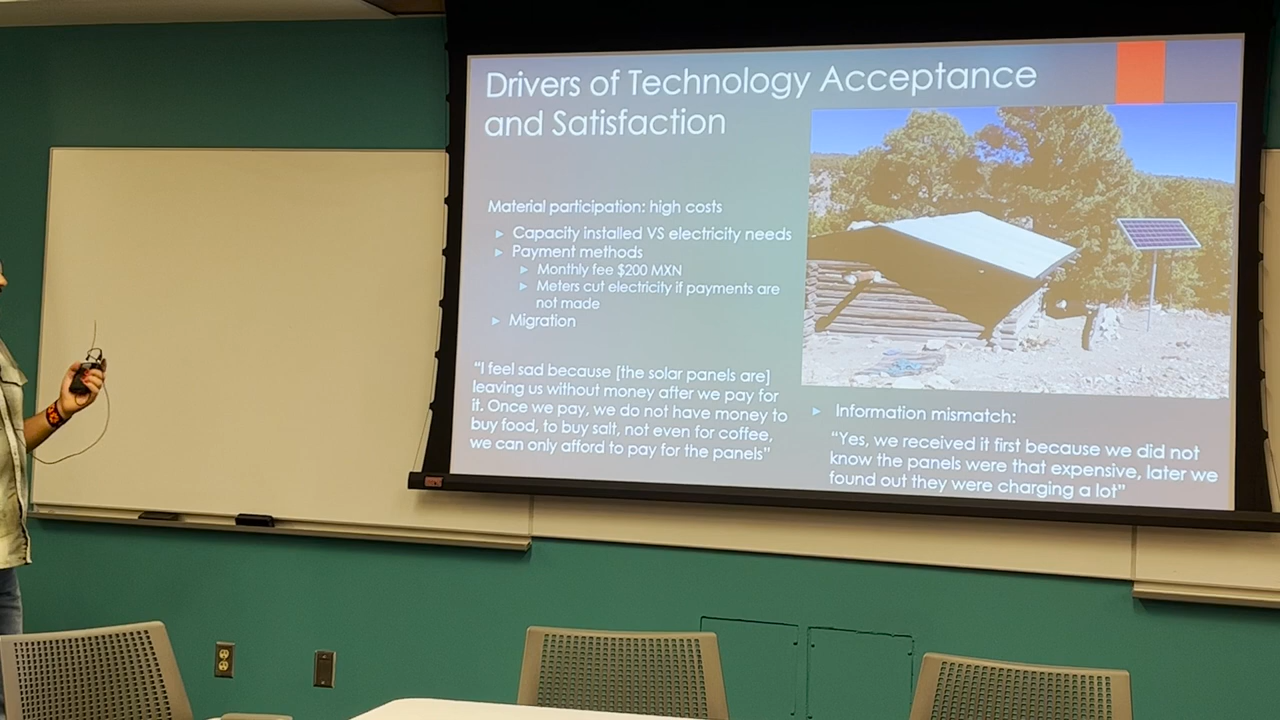 Drivers of Technology Acceptance
and Satisfaction
Material participation: high costs
Capacity installed VS electricity needs
Payment methods
Monthly fee $200 MXN
Meters cut electricity if payments are
not made
Migration
“I feel sad because [the solar panels are]
leaving us without money after we pay for
it. Once we pay, we do not have money to
buy food, to buy salt, not even for coffee,
we can only afford to pay for the panels”
Information mismatch:
“Yes, we received it first because we did not
know the panels were that expensive, later we
found out they were charging a lot”